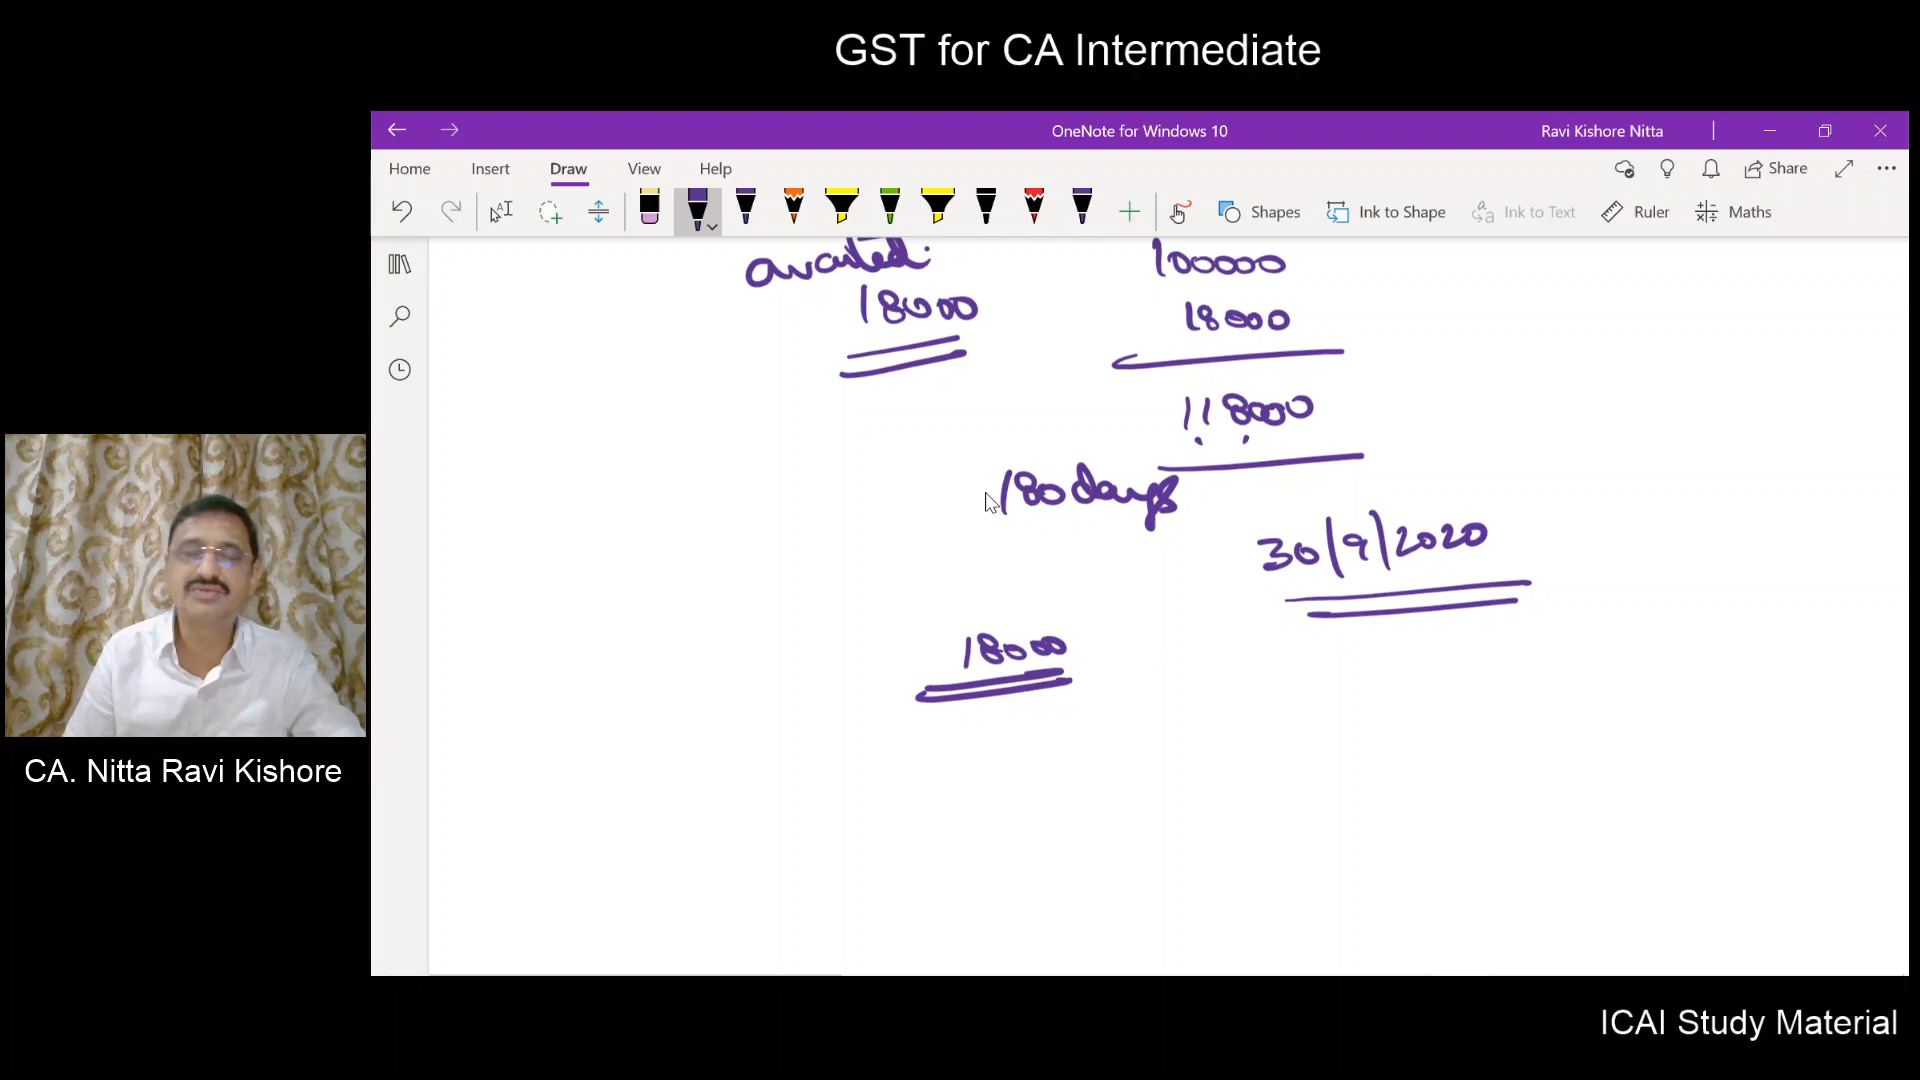 GST for CA Intermediate
OneNote for Windows 10
Ravi Kishore Nitta
Home Insert Draw View Help
Share
Shapes
Ink to Shape
Ink to Text
Ruler
Maths
availed.
18000
100000
18000
118000
180 days
30/9/2020
18000
CA. Nitta Ravi Kishore
ICAI Study Material